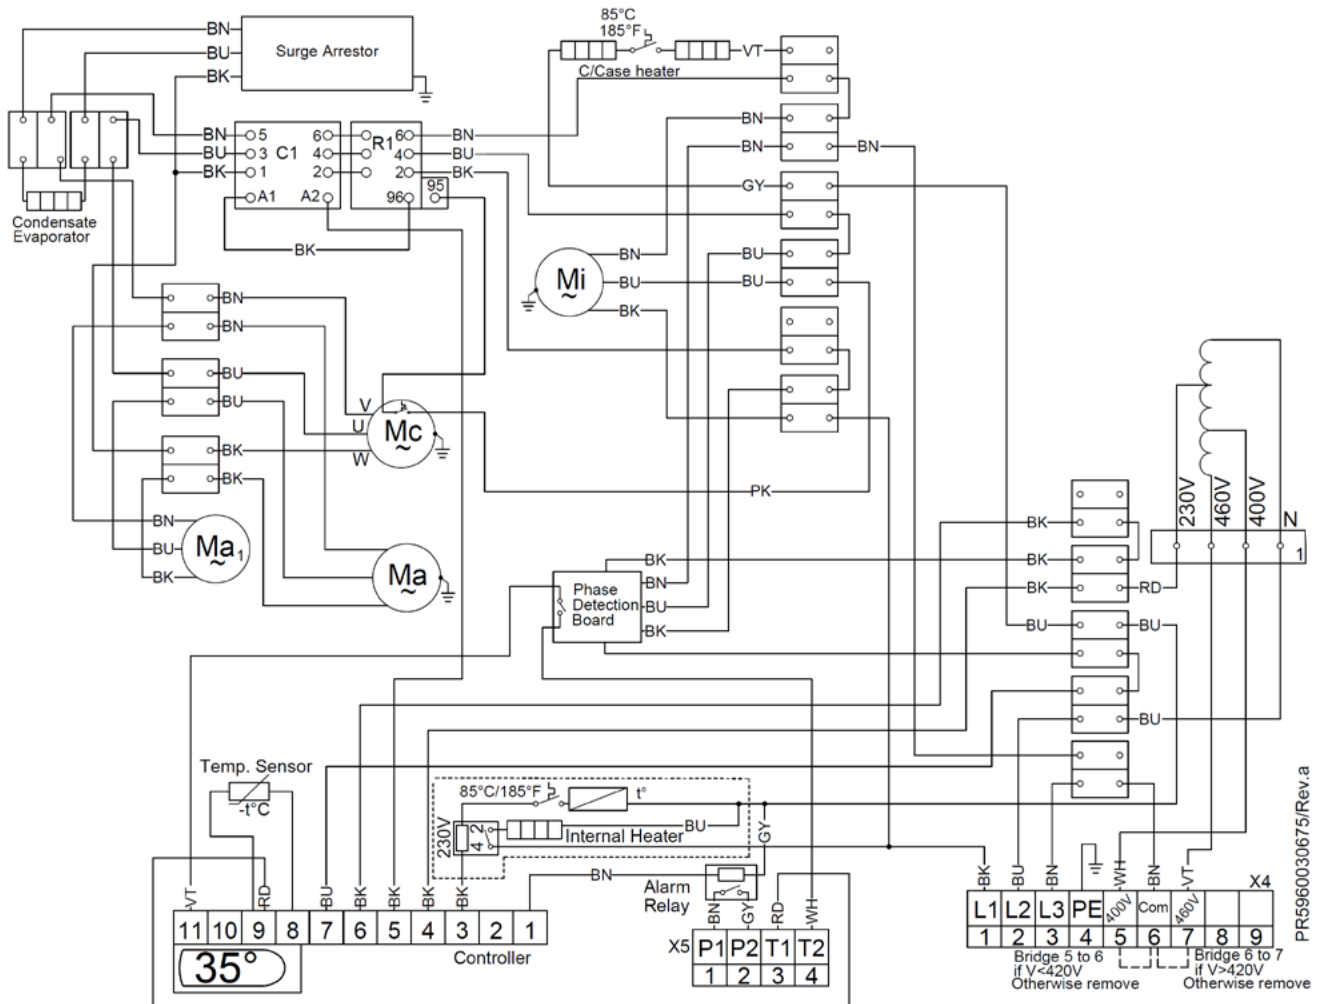 85°C
185°F
BN
BU
BK
Surge Arrestor
VT
C/Case heater
BN 5 6 6 BN
C1 R1
BU 3 4 4 BU
BK 1 2 2 BK
A1 A2 96 95
BK
Condensate
Evaporator
BN
BN BN
GY
BU
BU
BN
BU
BK
Mi
~
BN
BN
BU
BU
BK
BK
V
U
W
Mc
~
PK
BN
BU
BK
Ma1
~
Ma
~
BK
BN
BU
BK
Phase
Detection
Board
230V
460V
400V
N
1
BK
BK
BK RD
BU BU
BU
Temp. Sensor
-t°C
85°C/185°F
t°
230V
2
4
BU
Internal Heater
GY
BN
Alarm
Relay
VT RD BU BK BK BK BK
11 10 9 8 7 6 5 4 3 2 1
35°
Controller
BN GY RD WH
X5 P1 P2 T1 T2
1 2 3 4
BK BU BN WH BN VT
X4
L1 L2 L3 PE 400V Com 460V
1 2 3 4 5 6 7 8 9
Bridge 5 to 6
if V<420V
Otherwise remove
Bridge 6 to 7
if V>420V
Otherwise remove
PR5960030675/Rev.a